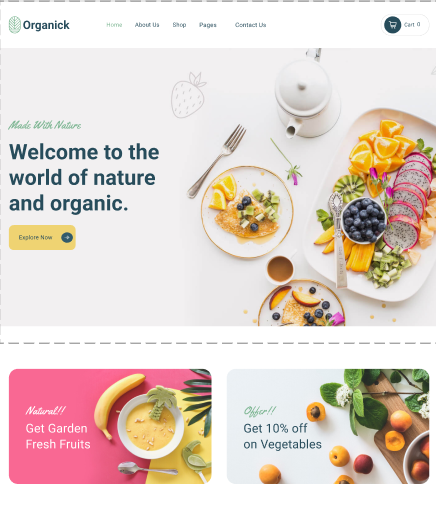 Organick
Home
About Us
Shop
Pages
Contact Us
Cart 0
Made With Nature
Welcome to the
world of nature
and organic.
Explore Now
Natural!!
Get Garden
Fresh Fruits
Offer!!
Get 10% off
on Vegetables